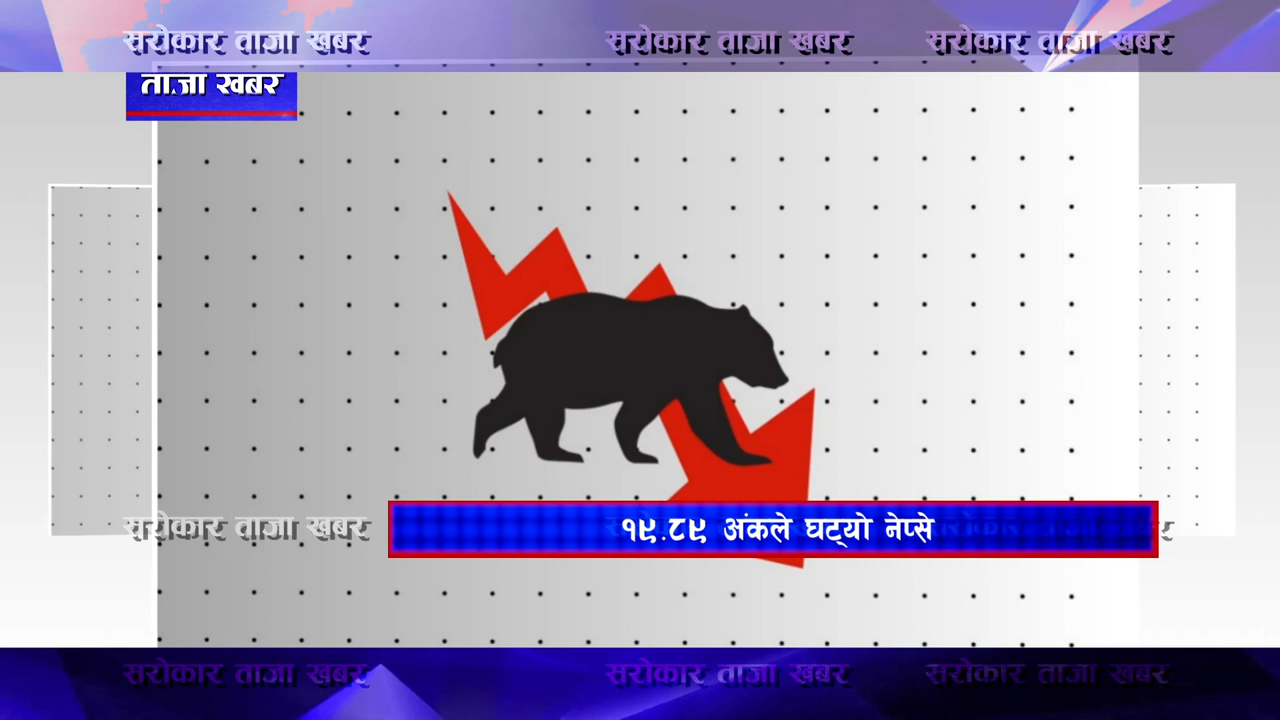 सरोकार ताजा खबर सरोकार ताजा खबर सरोकार ताजा खबर
ताजा खबर
सरोकार ताजा खबर
१९.८९ अंकले घट्यो नेप्से
सरोकार ताजा खबर सरोकार ताजा खबर सरोकार ताजा खबर